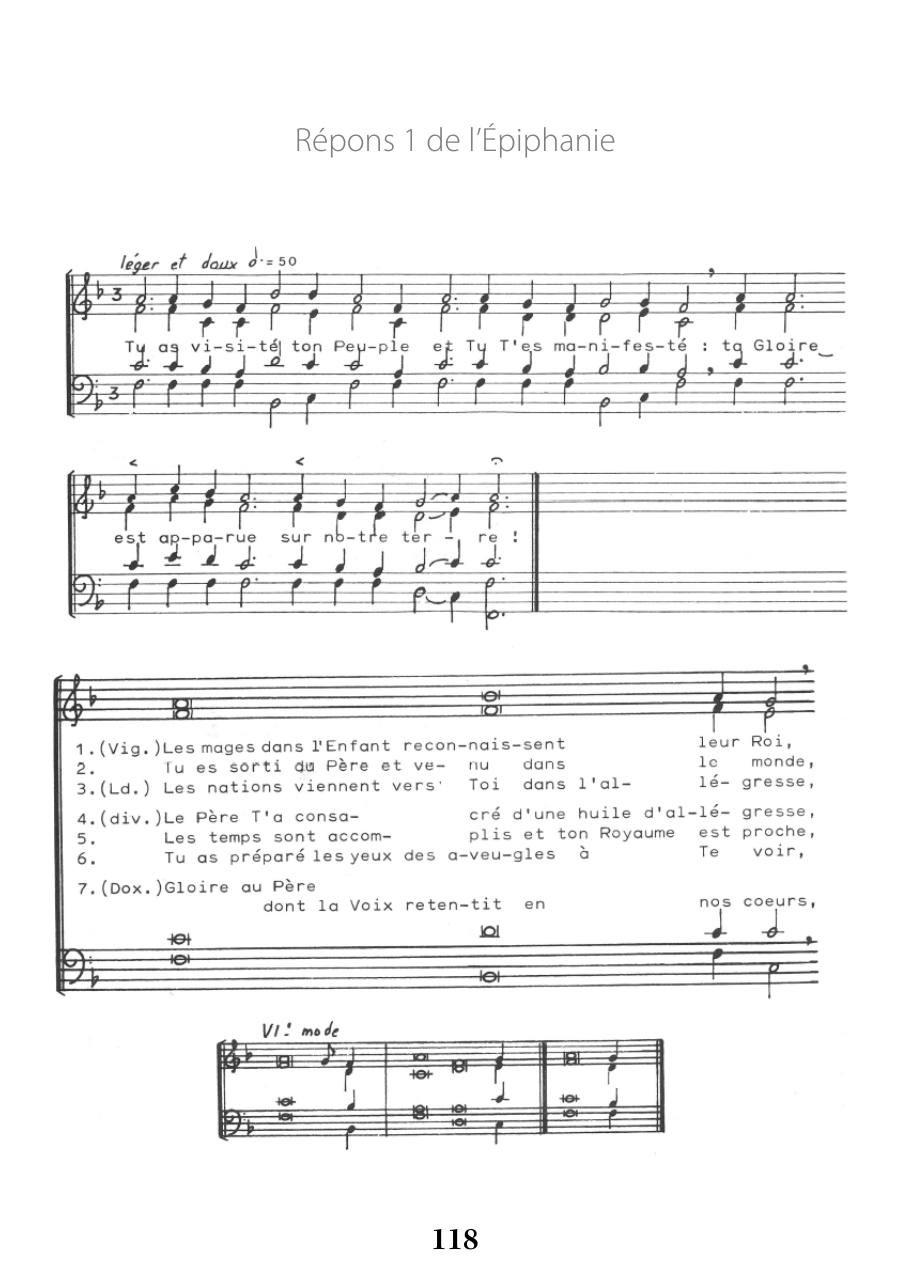 Répons 1 de l'Épiphanie
léger et doux = 50
3
Tu as vi-si-té ton Peu-ple et Tu T'es ma-ni-fes-té : ta Gloire
3
est ap-pa-rue sur no-tre ter - re !
1.(Vig.)Les mages dans l'Enfant recon-nais-sent leur Roi,
2. Tu es sorti du Père et ve- nu dans le monde,
3.(Ld.) Les nations viennent vers Toi dans l'al- lé- gresse,
4.(div.)Le Père T'a consa- cré d'une huile d'al-lé- gresse,
5. Les temps sont accom- plis et ton Royaume est proche,
6. Tu as préparé les yeux des a-veu-gles à Te voir,
7.(Dox.)Gloire au Père
dont la Voix reten-tit en nos coeurs,
VI. mode
118